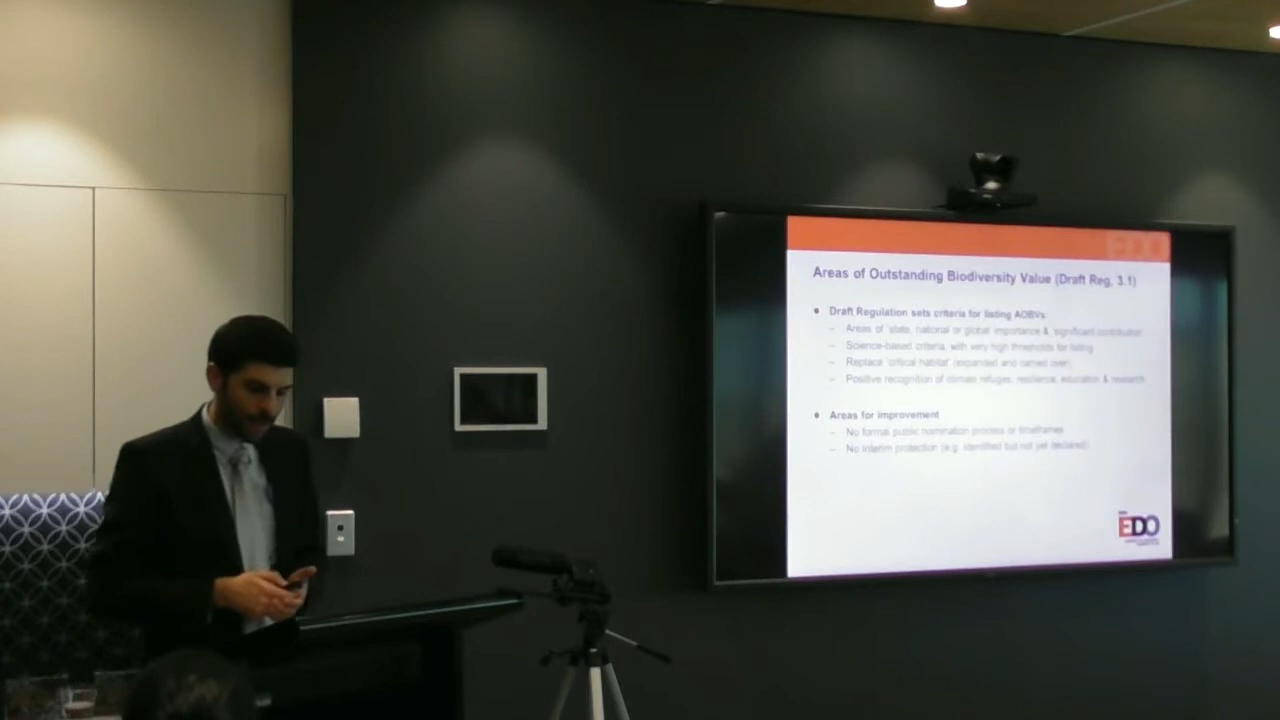 EDO
Areas of Outstanding Biodiversity Value (Draft Reg, 3.1)
• Draft Regulation sets criteria for listing AOBVs:
– Areas of 'state, national or global' importance & 'significant contribution'
– Science-based criteria, with very high thresholds for listing
– Replace 'critical habitat' (expanded and carried over)
– Positive recognition of climate refuges, resilience, education & research
• Areas for improvement
– No formal public nomination process or timeframes
– No interim protection (e.g. identified but not yet declared)
EDO